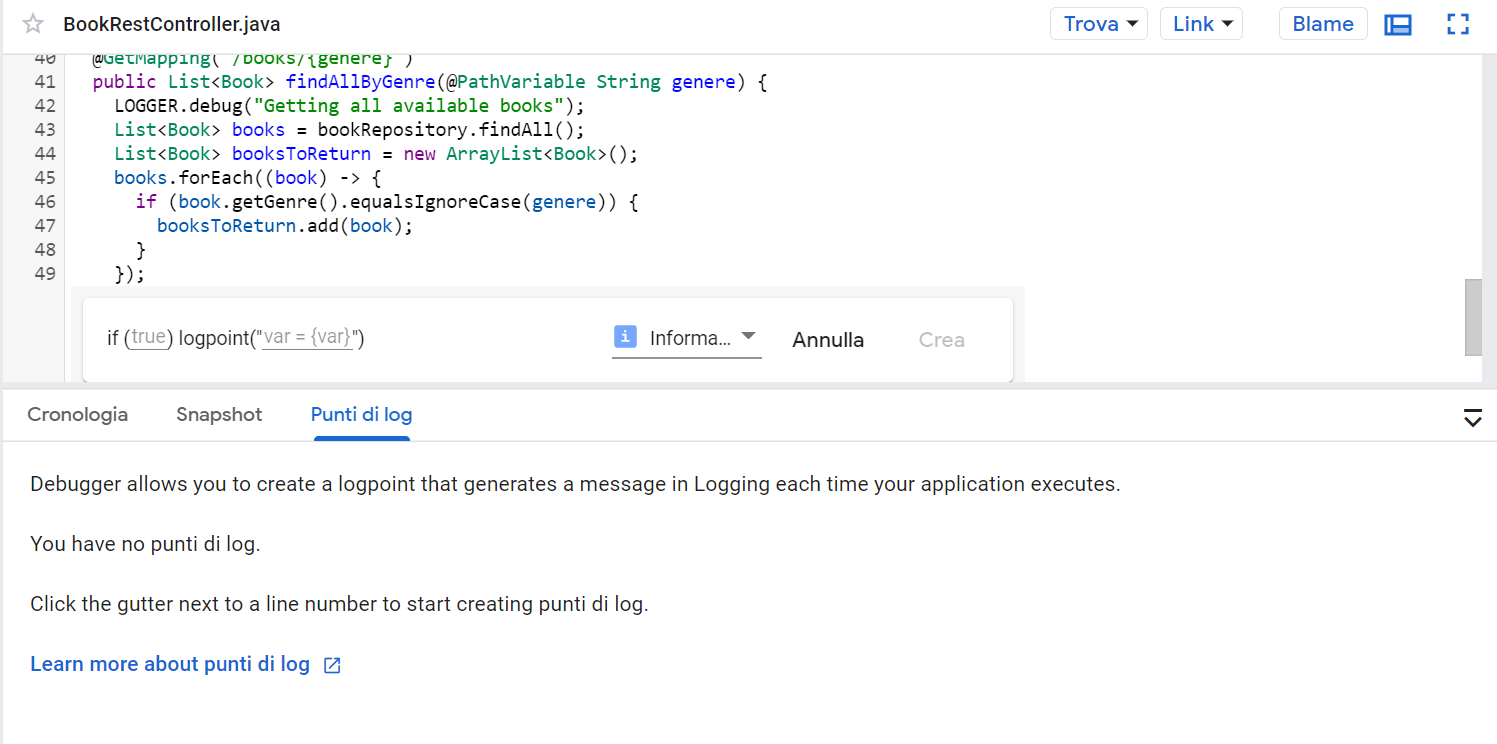 BookRestController.java Trova Link Blame
40 @GetMapping("/books/{genere}")
41 public List<Book> findAllByGenre(@PathVariable String genere) {
42 LOGGER.debug("Getting all available books");
43 List<Book> books = bookRepository.findAll();
44 List<Book> booksToReturn = new ArrayList<Book>();
45 books.forEach((book) -> {
46 if (book.getGenre().equalsIgnoreCase(genere)) {
47 booksToReturn.add(book);
48 }
49 });
if (true) logpoint("var = {var}") i Informa... Annulla Crea
Cronologia Snapshot Punti di log
Debugger allows you to create a logpoint that generates a message in Logging each time your application executes.
You have no punti di log.
Click the gutter next to a line number to start creating punti di log.
Learn more about punti di log